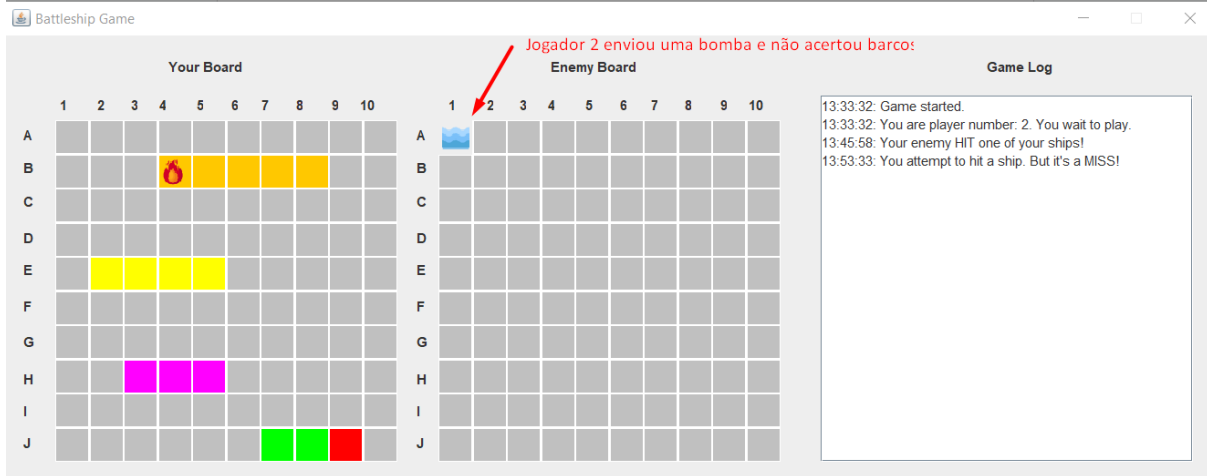 Battleship Game
Jogador 2 enviou uma bomba e não acertou barcos
Your Board
Enemy Board
Game Log
1 2 3 4 5 6 7 8 9 10
1 2 3 4 5 6 7 8 9 10
A
B
C
D
E
F
G
H
I
J
A
B
C
D
E
F
G
H
I
J
13:33:32: Game started.
13:33:32: You are player number: 2. You wait to play.
13:45:58: Your enemy HIT one of your ships!
13:53:33: You attempt to hit a ship. But it's a MISS!